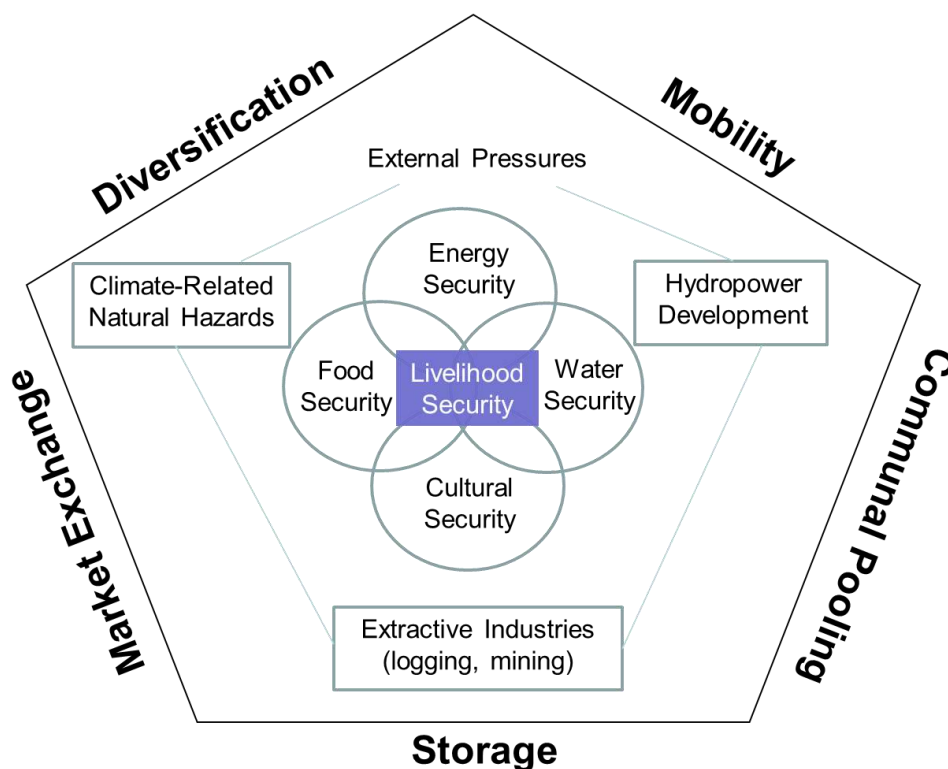 Diversification
Mobility
External Pressures
Energy
Security
Climate-Related
Natural Hazards
Hydropower
Development
Food
Security
Livelihood
Security
Water
Security
Cultural
Security
Market Exchange
Communal Pooling
Extractive Industries
(logging, mining)
Storage